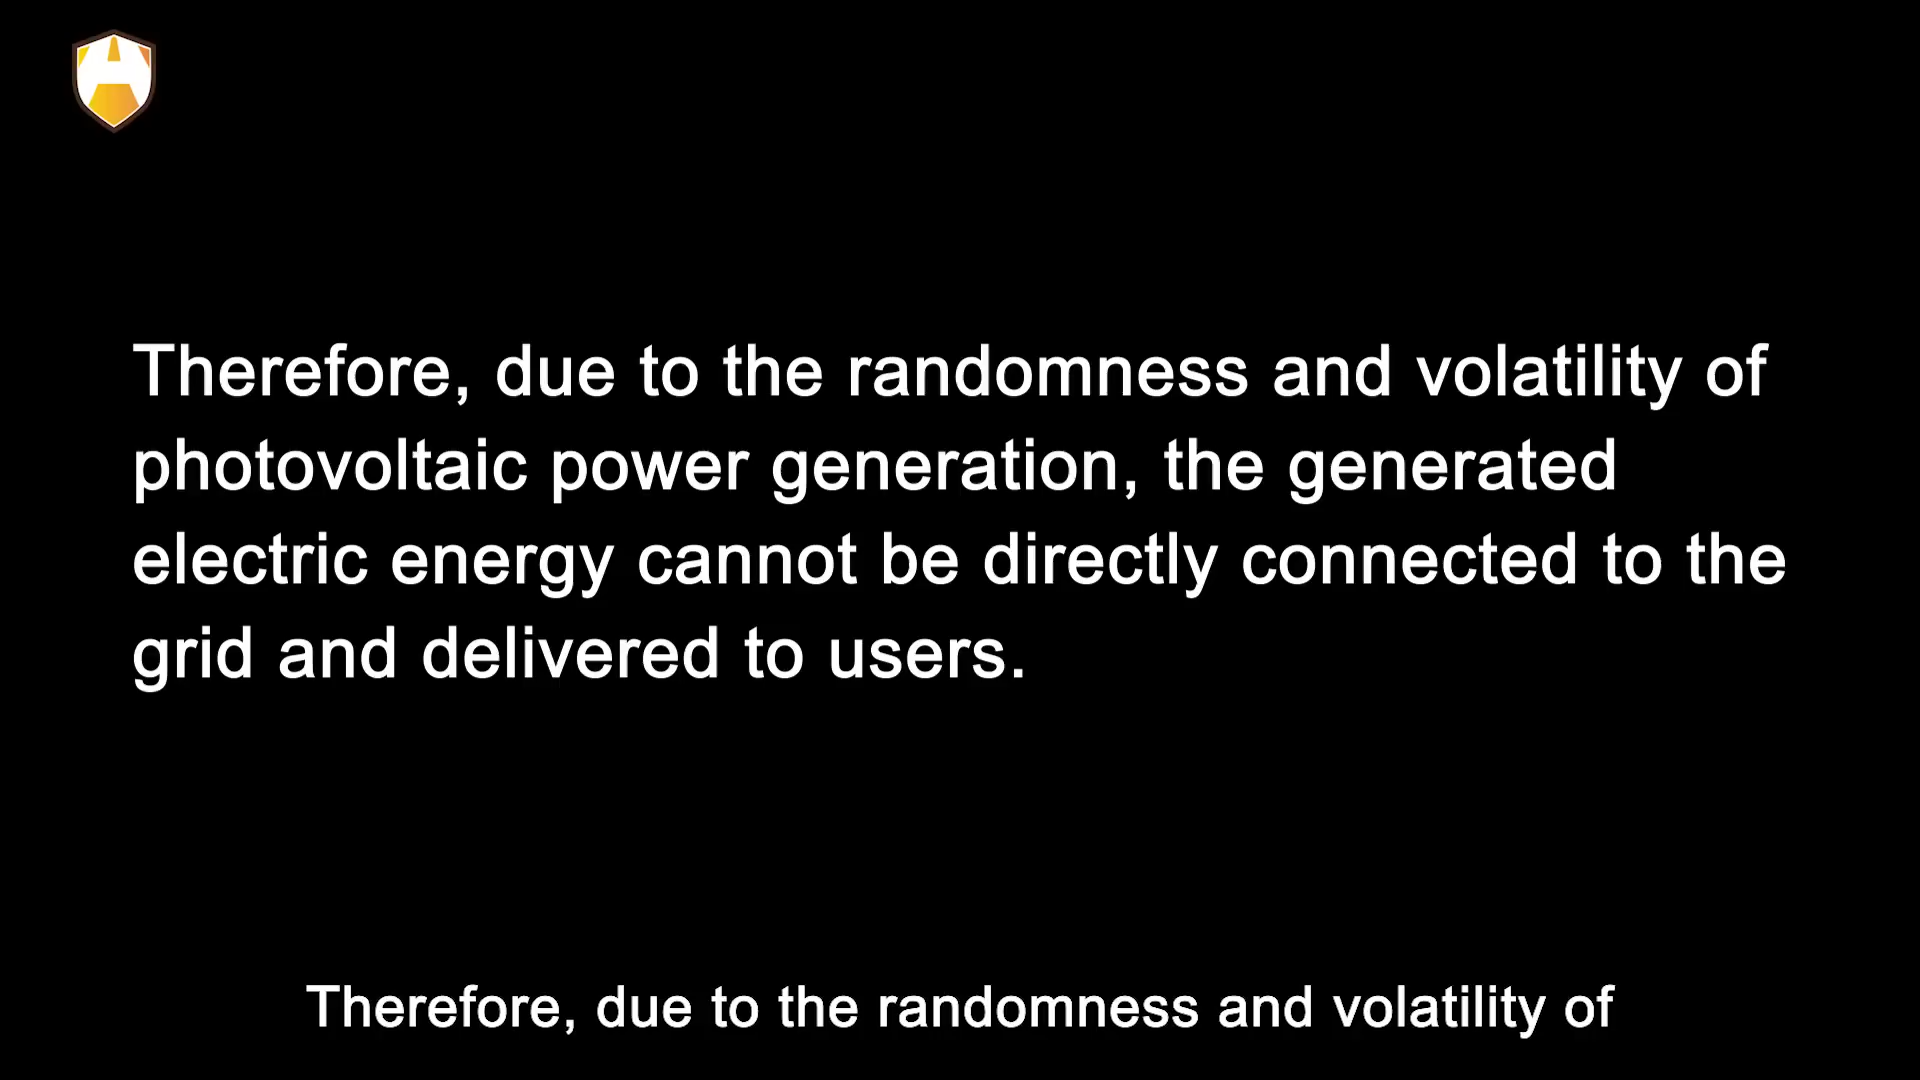 Therefore, due to the randomness and volatility of
photovoltaic power generation, the generated
electric energy cannot be directly connected to the
grid and delivered to users.
Therefore, due to the randomness and volatility of